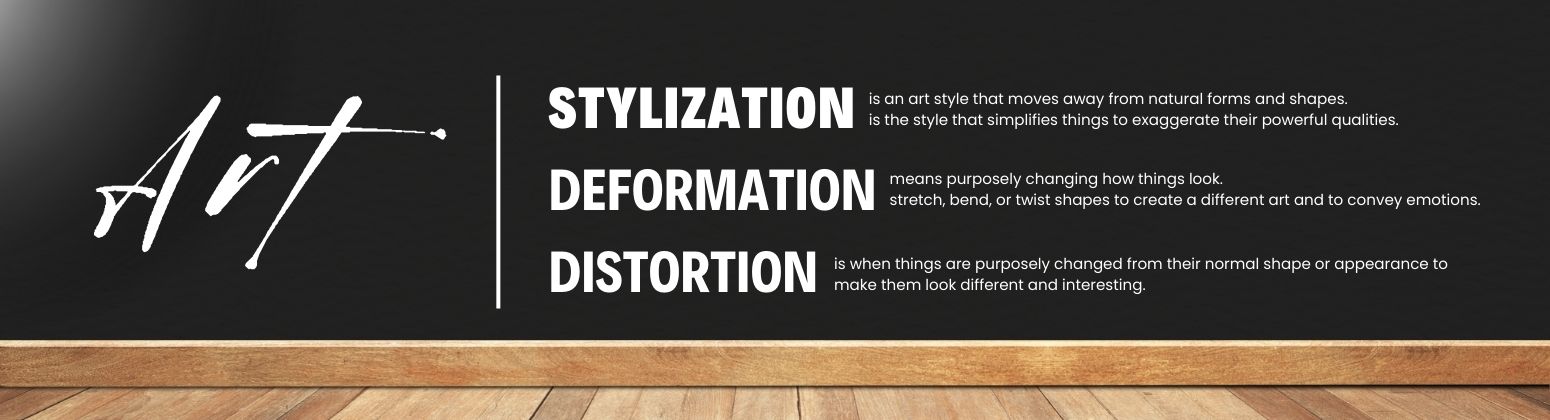 Art
STYLIZATION
is an art style that moves away from natural forms and shapes.
is the style that simplifies things to exaggerate their powerful qualities.
DEFORMATION
means purposely changing how things look.
stretch, bend, or twist shapes to create a different art and to convey emotions.
DISTORTION
is when things are purposely changed from their normal shape or appearance to
make them look different and interesting.